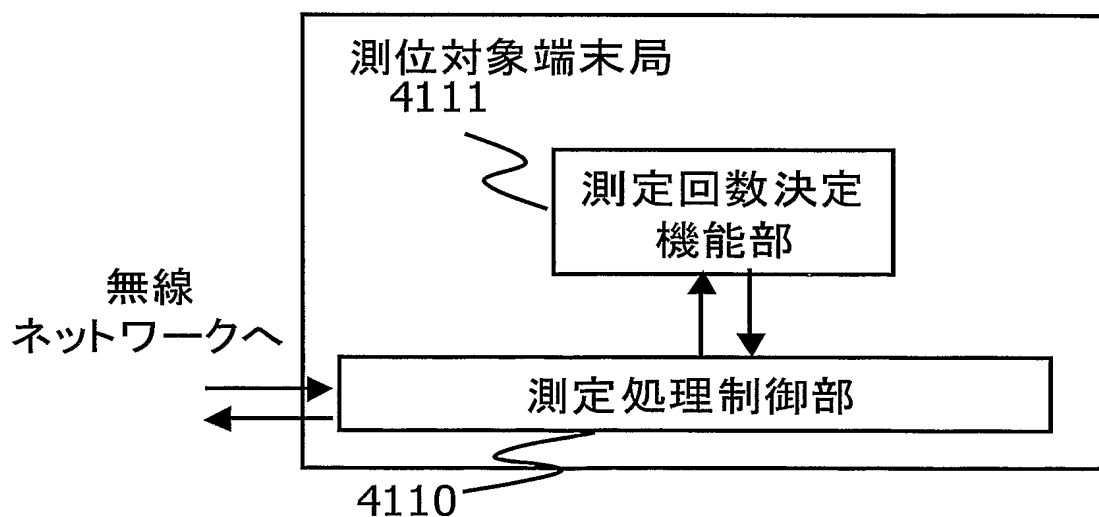 測位対象端末局
4111
測定回数決定
機能部
無線
ネットワークへ
測定処理制御部
4110